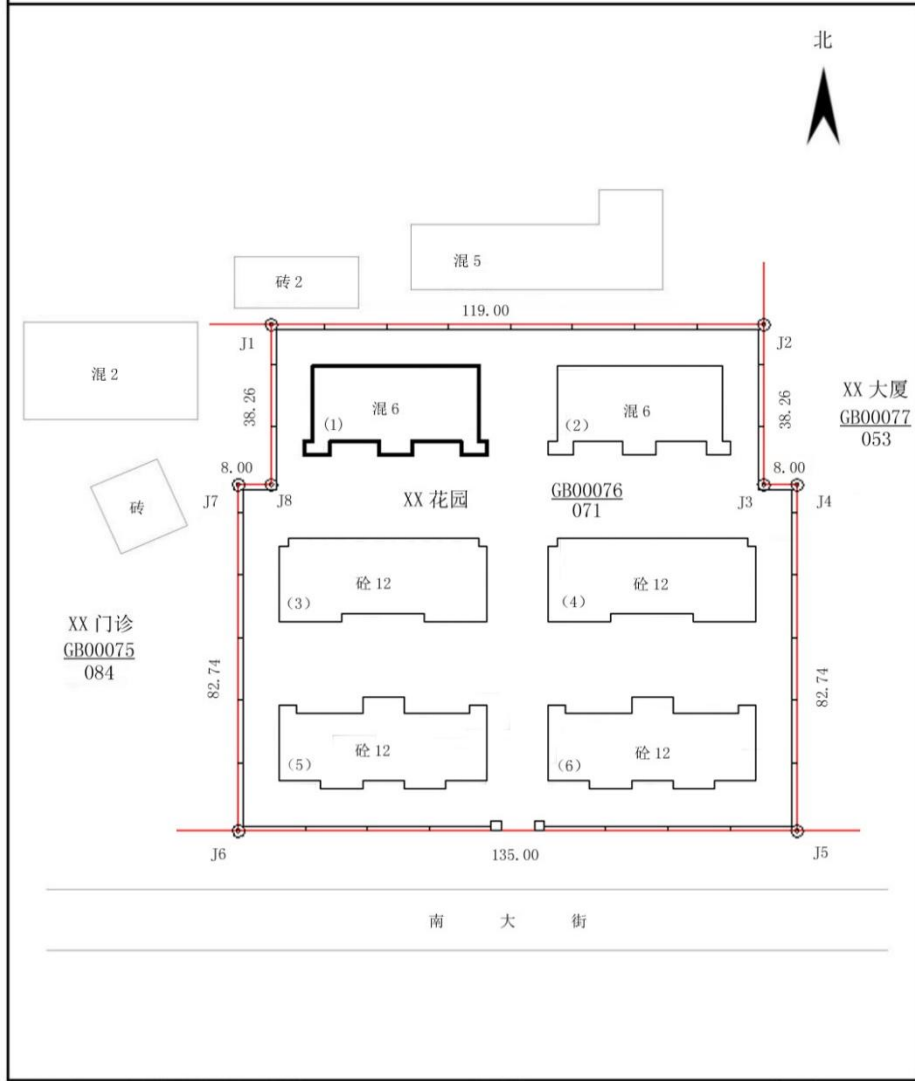 北
混 5
砖 2
119.00
J1
J2
混 2
38.26
混 6
(1)
混 6
(2)
38.26
XX 大厦
GB00077
053
8.00
8.00
J7
J8
XX 花园
GB00076
071
J3
J4
砖
砼 12
(3)
砼 12
(4)
XX 门诊
GB00075
084
82.74
82.74
砼 12
(5)
砼 12
(6)
J6
135.00
J5
南 大 街